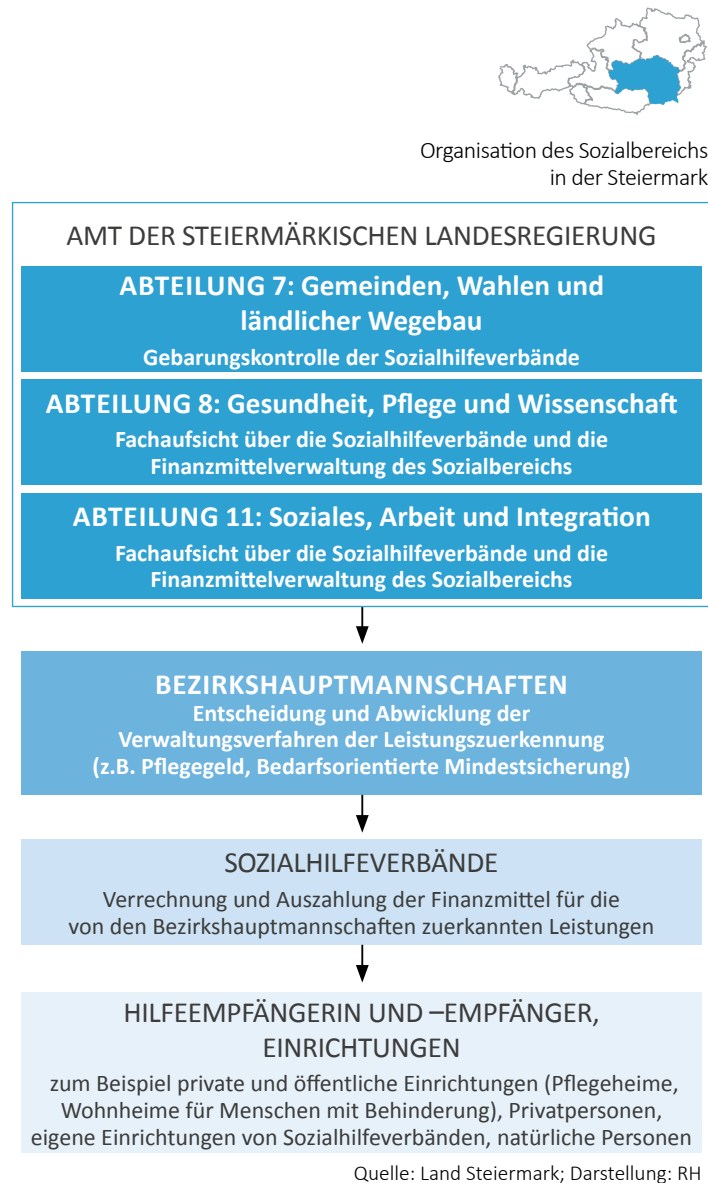 Organisation des Sozialbereichs
in der Steiermark
AMT DER STEIERMÄRKISCHEN LANDESREGIERUNG
ABTEILUNG 7: Gemeinden, Wahlen und
ländlicher Wegebau
Gebarungskontrolle der Sozialhilfeverbände
ABTEILUNG 8: Gesundheit, Pflege und Wissenschaft
Fachaufsicht über die Sozialhilfeverbände und die
Finanzmittelverwaltung des Sozialbereichs
ABTEILUNG 11: Soziales, Arbeit und Integration
Fachaufsicht über die Sozialhilfeverbände und die
Finanzmittelverwaltung des Sozialbereichs
BEZIRKSHAUPTMANNSCHAFTEN
Entscheidung und Abwicklung der
Verwaltungsverfahren der Leistungszuerkennung
(z.B. Pflegegeld, Bedarfsorientierte Mindestsicherung)
SOZIALHILFEVERBÄNDE
Verrechnung und Auszahlung der Finanzmittel für die
von den Bezirkshauptmannschaften zuerkannten Leistungen
HILFEEMPFÄNGERIN UND –EMPFÄNGER,
EINRICHTUNGEN
zum Beispiel private und öffentliche Einrichtungen (Pflegeheime,
Wohnheime für Menschen mit Behinderung), Privatpersonen,
eigene Einrichtungen von Sozialhilfeverbänden, natürliche Personen
Quelle: Land Steiermark; Darstellung: RH